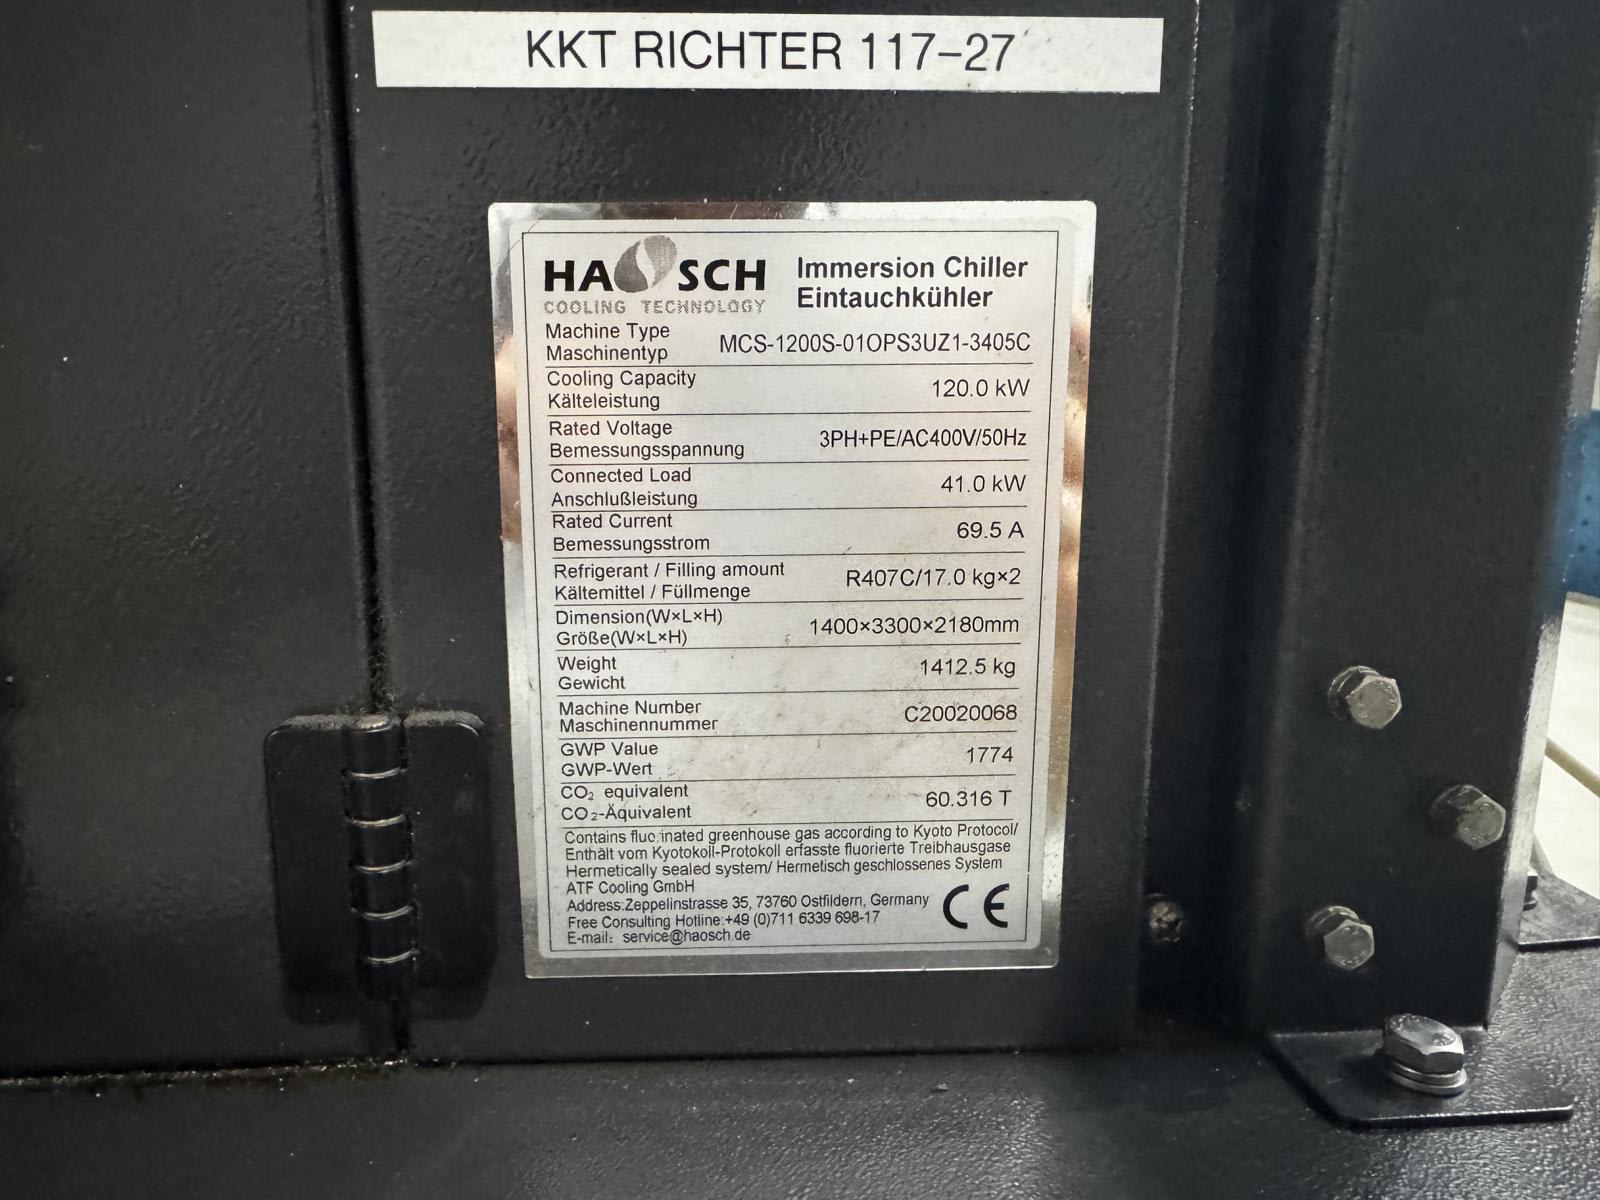 KKT RICHTER 117-27
HAOSCH
COOLING TECHNOLOGY
Immersion Chiller
Eintauchkühler
Machine Type
Maschinentyp
MCS-1200S-01OPS3UZ1-3405C
Cooling Capacity
Kälteleistung
120.0 kW
Rated Voltage
Bemessungsspannung
3PH+PE/AC400V/50Hz
Connected Load
Anschlußleistung
41.0 kW
Rated Current
Bemessungsstrom
69.5 A
Refrigerant / Filling amount
Kältemittel / Füllmenge
R407C/17.0 kg×2
Dimension(W×L×H)
Größe(W×L×H)
1400×3300×2180mm
Weight
Gewicht
1412.5 kg
Machine Number
Maschinennummer
C20020068
GWP Value
GWP-Wert
1774
CO₂ equivalent
CO₂-Äquivalent
60.316 T
Contains fluorinated greenhouse gas according to Kyoto Protocol/
Enthält vom Kyotokoll-Protokoll erfasste fluorierte Treibhausgase
Hermetically sealed system/ Hermetisch geschlossenes System
ATF Cooling GmbH
Address:Zeppelinstrasse 35, 73760 Ostfildern, Germany
Free Consulting Hotline:+49 (0)711 6339 698-17
E-mail: service@haosch.de
CE